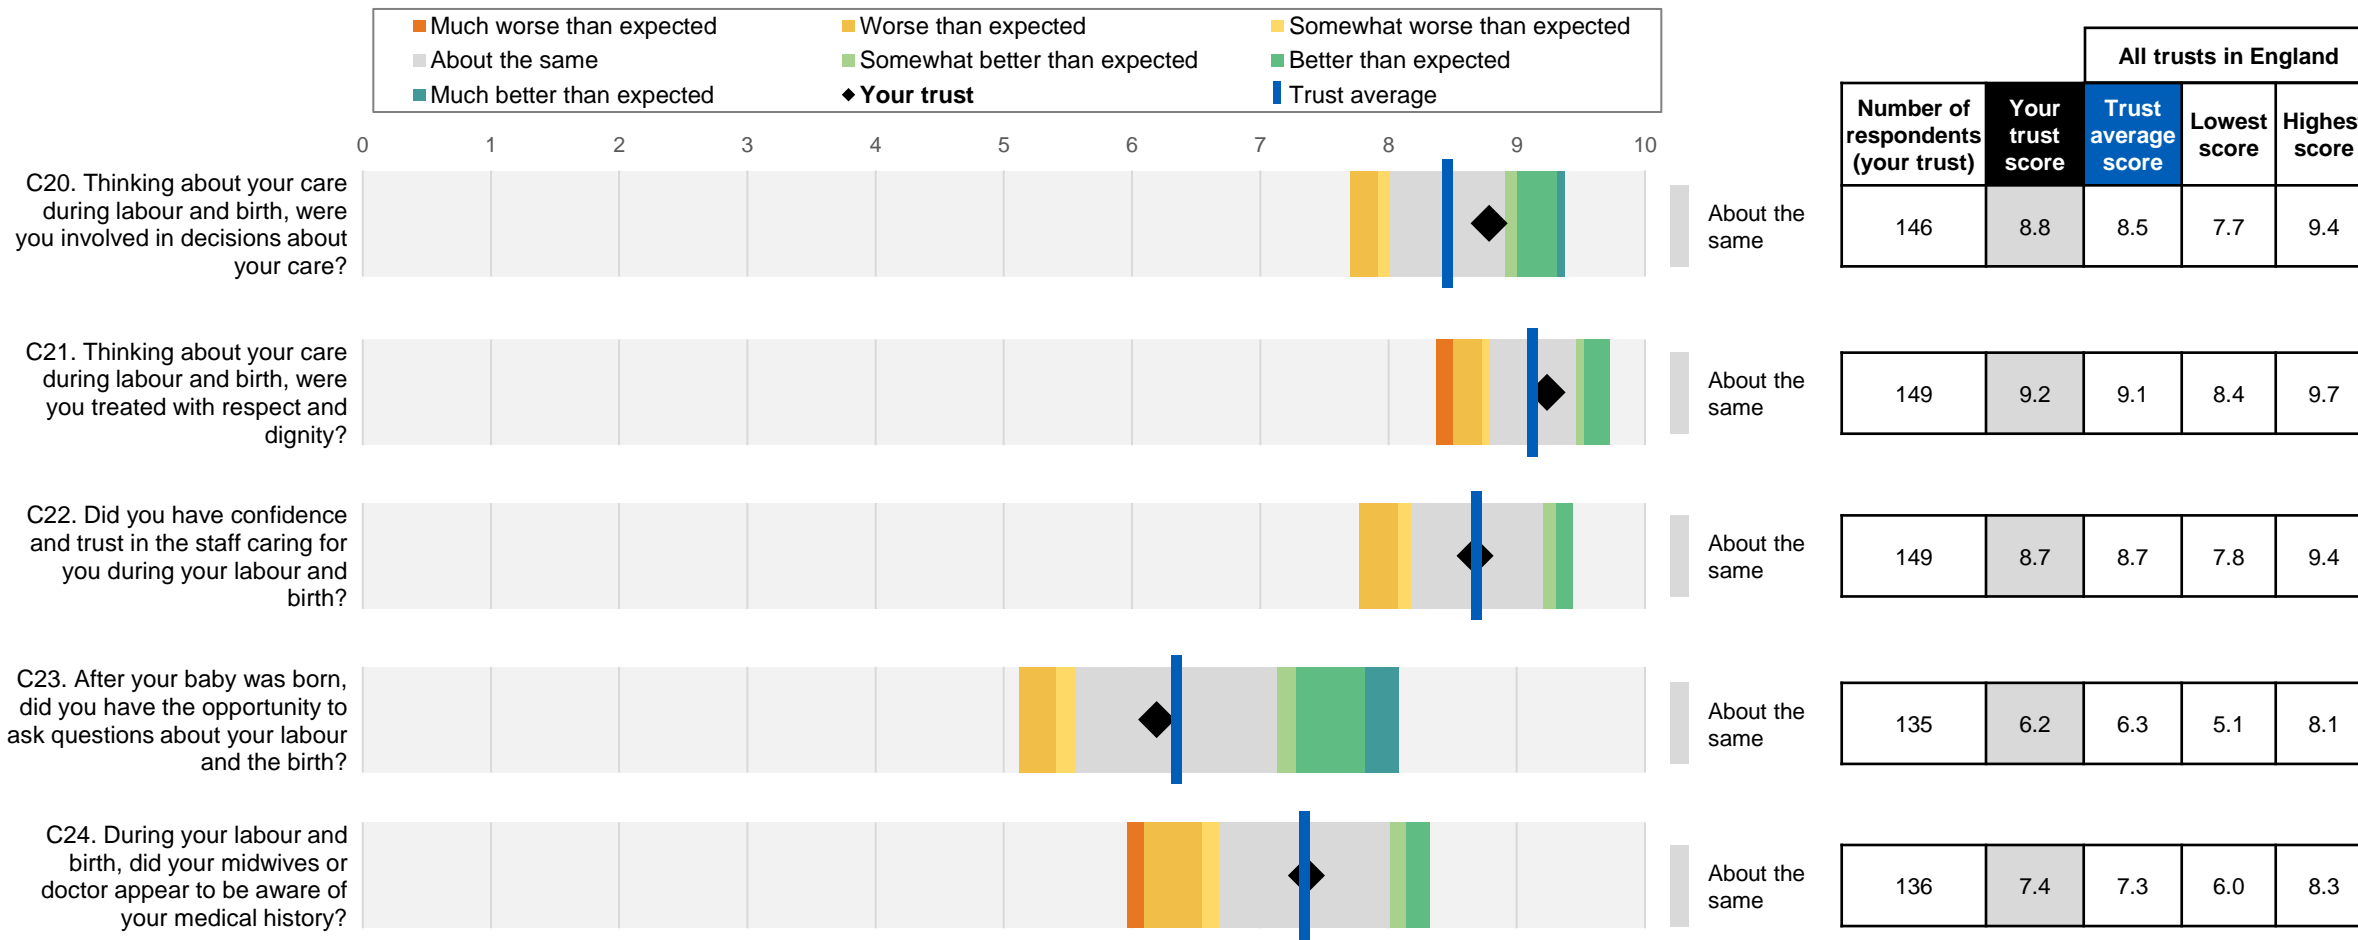 Much worse than expected
Worse than expected
Somewhat worse than expected
About the same
Somewhat better than expected
Better than expected
Much better than expected
Your trust
Trust average
All trusts in England
Number of
respondents
(your trust)
Your
trust
score
Trust
average
score
Lowest
score
Highes
score
0 1 2 3 4 5 6 7 8 9 10
C20. Thinking about your care
during labour and birth, were
you involved in decisions about
your care?
About the
same
146 8.8 8.5 7.7 9.4
C21. Thinking about your care
during labour and birth, were
you treated with respect and
dignity?
About the
same
149 9.2 9.1 8.4 9.7
C22. Did you have confidence
and trust in the staff caring for
you during your labour and
birth?
About the
same
149 8.7 8.7 7.8 9.4
C23. After your baby was born,
did you have the opportunity to
ask questions about your labour
and the birth?
About the
same
135 6.2 6.3 5.1 8.1
C24. During your labour and
birth, did your midwives or
doctor appear to be aware of
your medical history?
About the
same
136 7.4 7.3 6.0 8.3